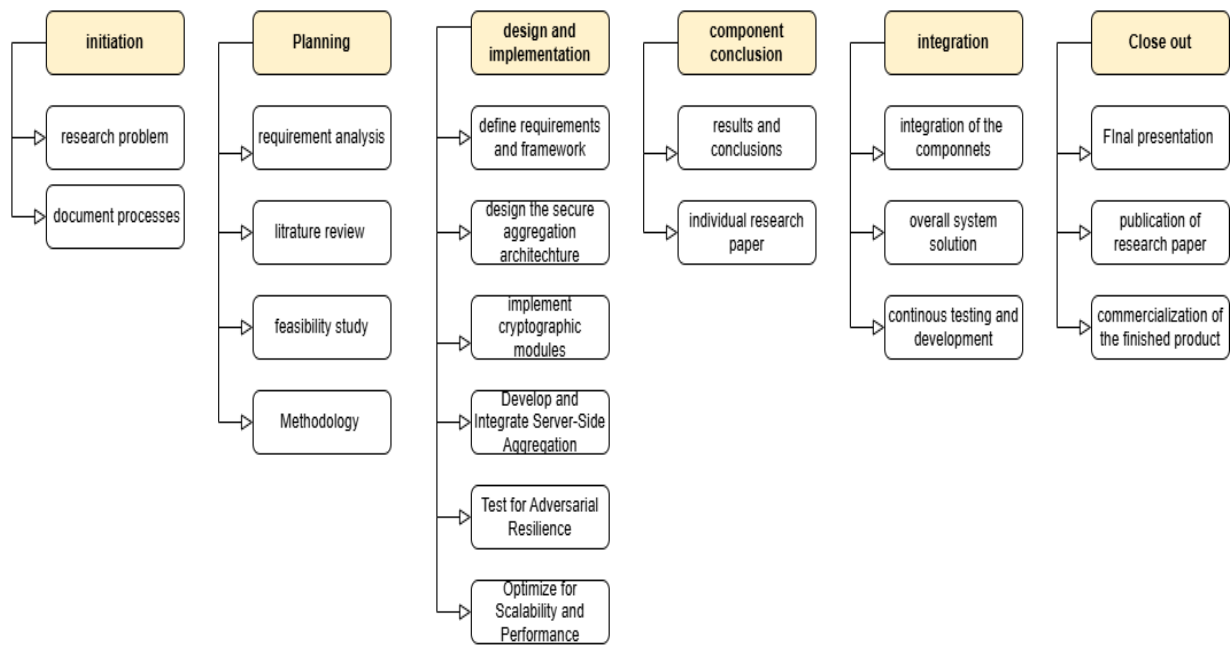 initiation
research problem
document processes
Planning
requirement analysis
litrature review
feasibility study
Methodology
design and
implementation
define requirements
and framework
design the secure
aggregation
architechture
implement
cryptographic
modules
Develop and
Integrate Server-Side
Aggregation
Test for Adversarial
Resilience
Optimize for
Scalability and
Performance
component
conclusion
results and
conclusions
individual research
paper
integration
integration of the
componnets
overall system
solution
continous testing and
development
Close out
FInal presentation
publication of
research paper
commercialization of
the finished product